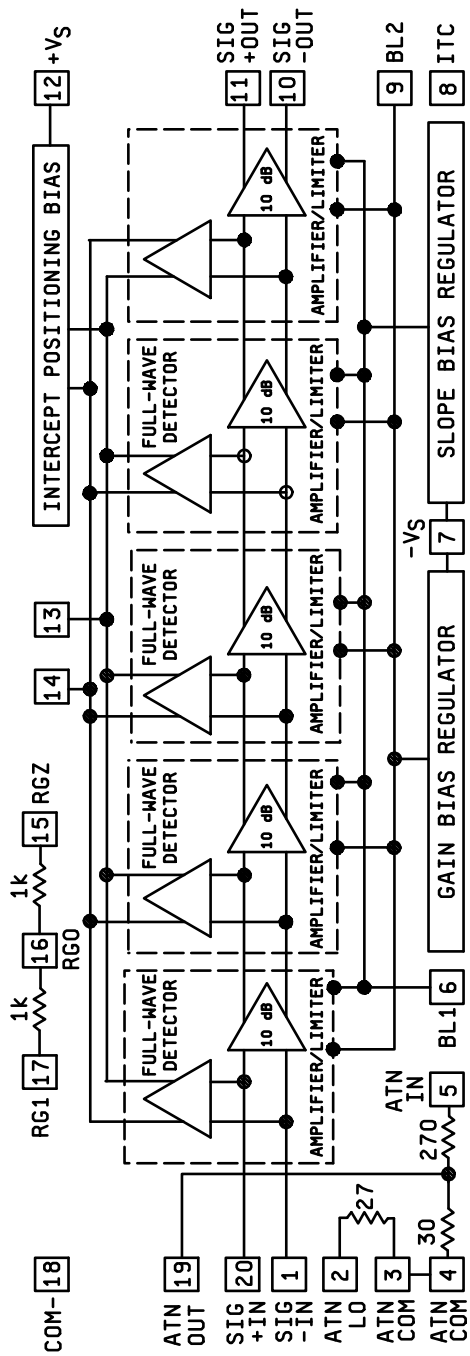 COM- 18
RG1 17
1k
16
RG0
1k
15 RGZ
14
13
INTERCEPT POSITIONING BIAS
12 +VS
FULL-WAVE
DETECTOR
FULL-WAVE
DETECTOR
FULL-WAVE
DETECTOR
FULL-WAVE
DETECTOR
ATN
OUT
19
SIG
+IN
20
SIG
-IN
1
10 dB
10 dB
10 dB
10 dB
10 dB
11
SIG
+OUT
10
SIG
-OUT
AMPLIFIER/LIMITER
AMPLIFIER/LIMITER
AMPLIFIER/LIMITER
AMPLIFIER/LIMITER
AMPLIFIER/LIMITER
ATN
LO
2
27
ATN
COM
3
ATN
COM
4
30
270
ATN
IN
5
BL1 6
GAIN BIAS REGULATOR
-VS
7
SLOPE BIAS REGULATOR
9 BL2
8 ITC